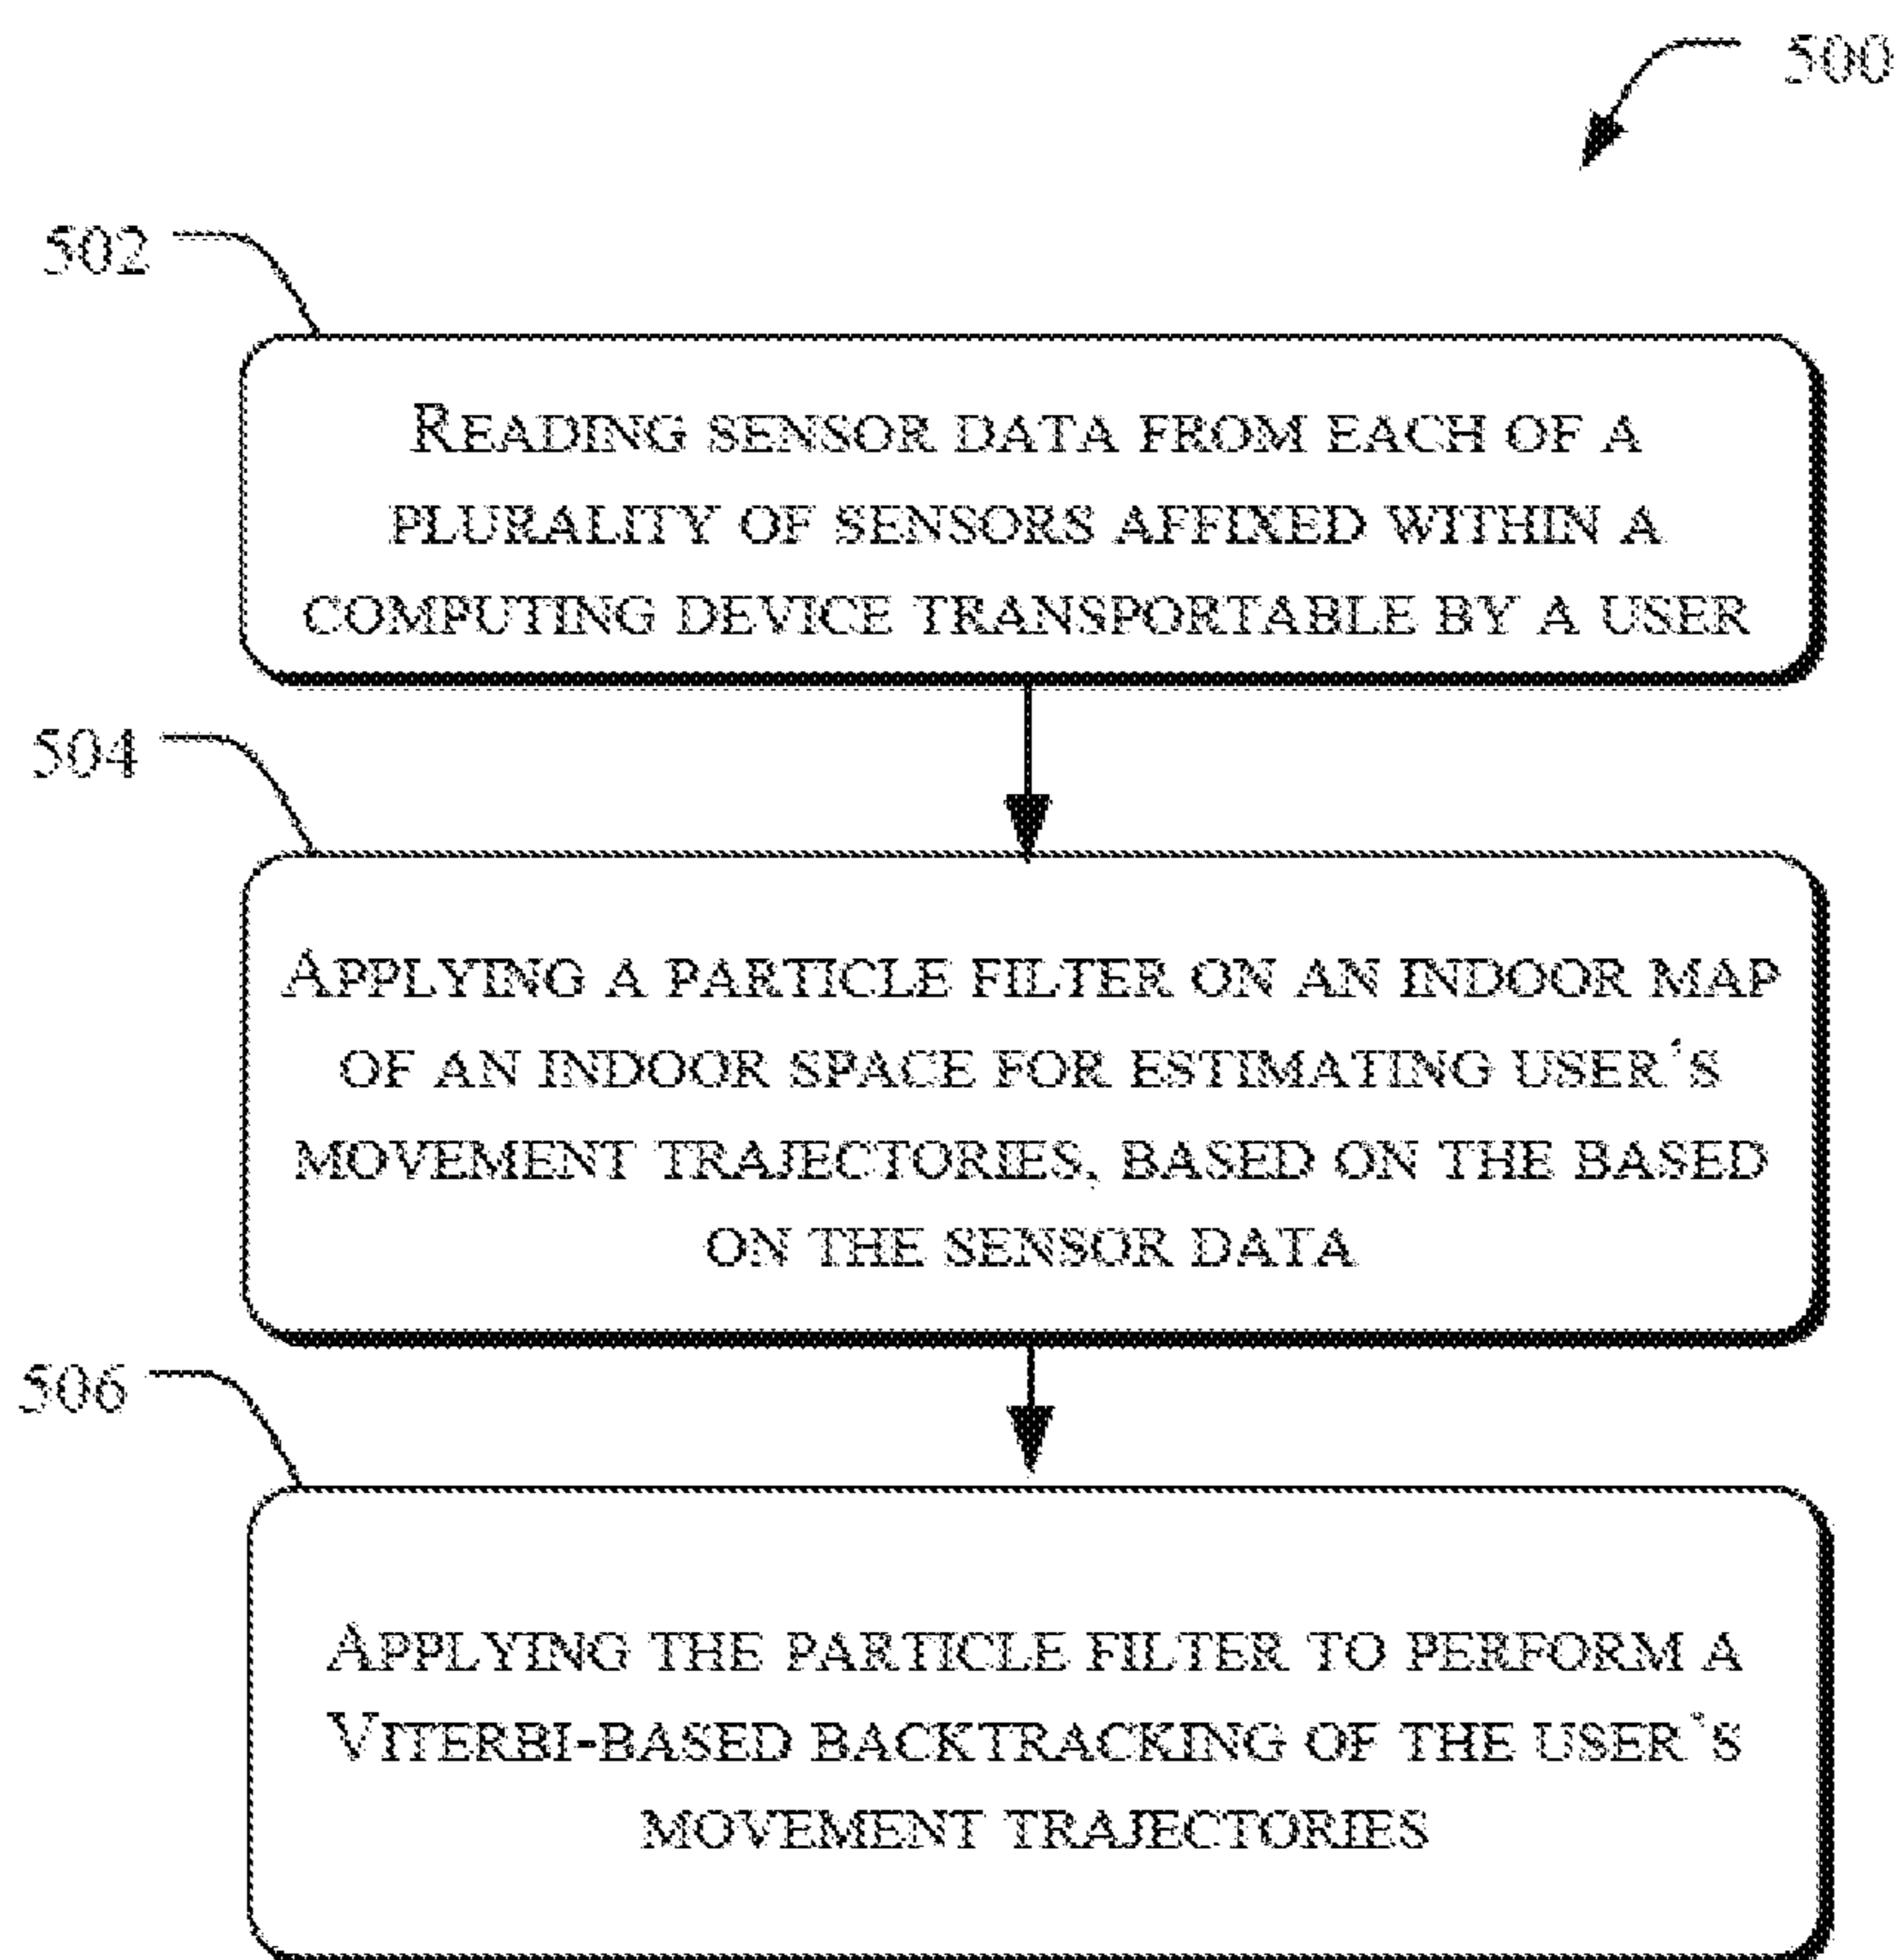 500
502
READING SENSOR DATA FROM EACH OF A
PLURALITY OF SENSORS AFFIXED WITHIN A
COMPUTING DEVICE TRANSPORTABLE BY A USER
504
APPLYING A PARTICLE FILTER ON AN INDOOR MAP
OF AN INDOOR SPACE FOR ESTIMATING USER'S
MOVEMENT TRAJECTORIES, BASED ON THE BASED
ON THE SENSOR DATA
506
APPLYING THE PARTICLE FILTER TO PERFORM A
VITERBI-BASED BACKTRACKING OF THE USER'S
MOVEMENT TRAJECTORIES